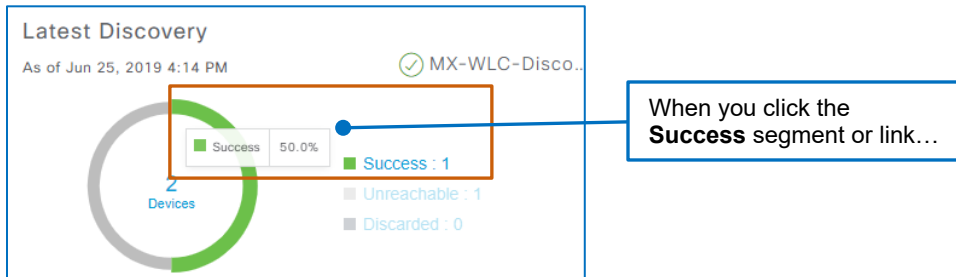 Latest Discovery
As of Jun 25, 2019 4:14 PM
MX-WLC-Disco..
Success 50.0%
2
Devices
Success : 1
Unreachable : 1
Discarded : 0
When you click the
Success segment or link…